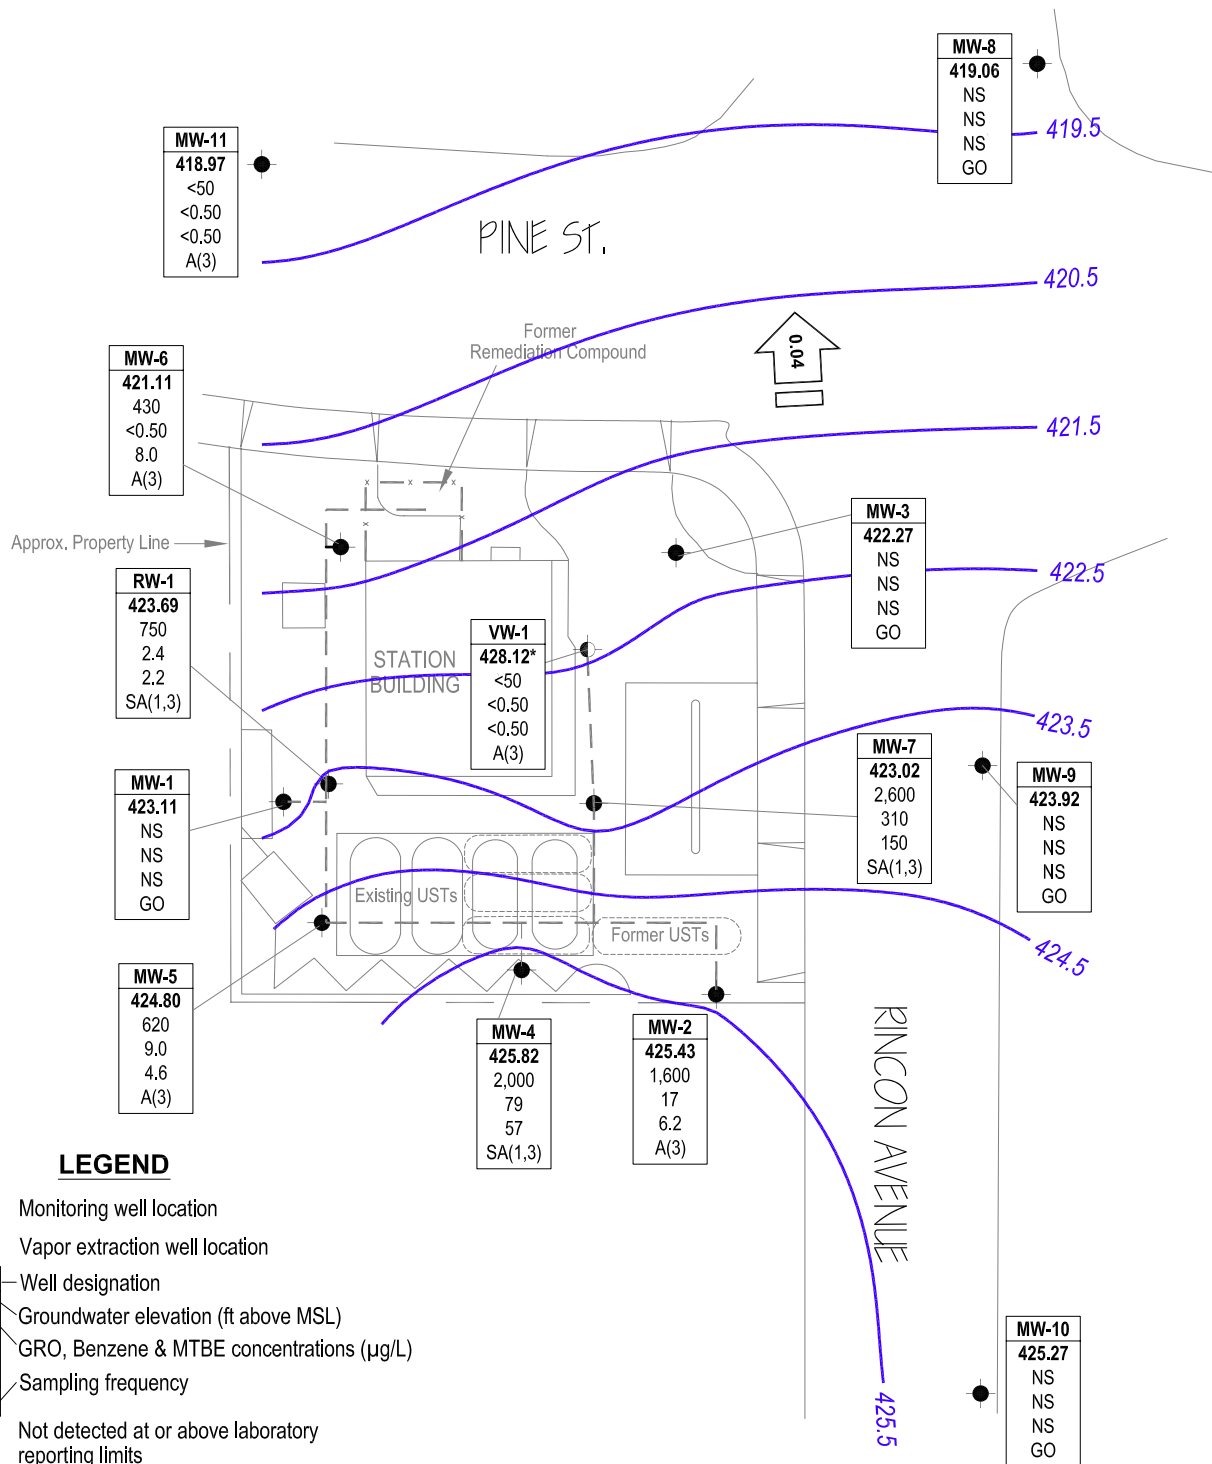 MW-8
419.06
NS
NS
NS
GO
419.5
MW-11
418.97
<50
<0.50
<0.50
A(3)
PINE ST.
420.5
Former
Remediation Compound
0.04
MW-6
421.11
430
<0.50
8.0
A(3)
421.5
x x x
x x
MW-3
422.27
NS
NS
NS
GO
Approx. Property Line
422.5
RW-1
423.69
750
2.4
2.2
SA(1,3)
VW-1
428.12*
<50
<0.50
<0.50
A(3)
STATION
BUILDING
423.5
MW-7
423.02
2,600
310
150
SA(1,3)
MW-9
423.92
NS
NS
NS
GO
MW-1
423.11
NS
NS
NS
GO
Existing USTs
Former USTs
424.5
MW-5
424.80
620
9.0
4.6
A(3)
MW-4
425.82
2,000
79
57
SA(1,3)
MW-2
425.43
1,600
17
6.2
A(3)
RINCON AVENUE
425.5
MW-10
425.27
NS
NS
NS
GO
LEGEND
Monitoring well location
Vapor extraction well location
Well designation
Groundwater elevation (ft above MSL)
GRO, Benzene & MTBE concentrations (µg/L)
Sampling frequency
Not detected at or above laboratory
reporting limits